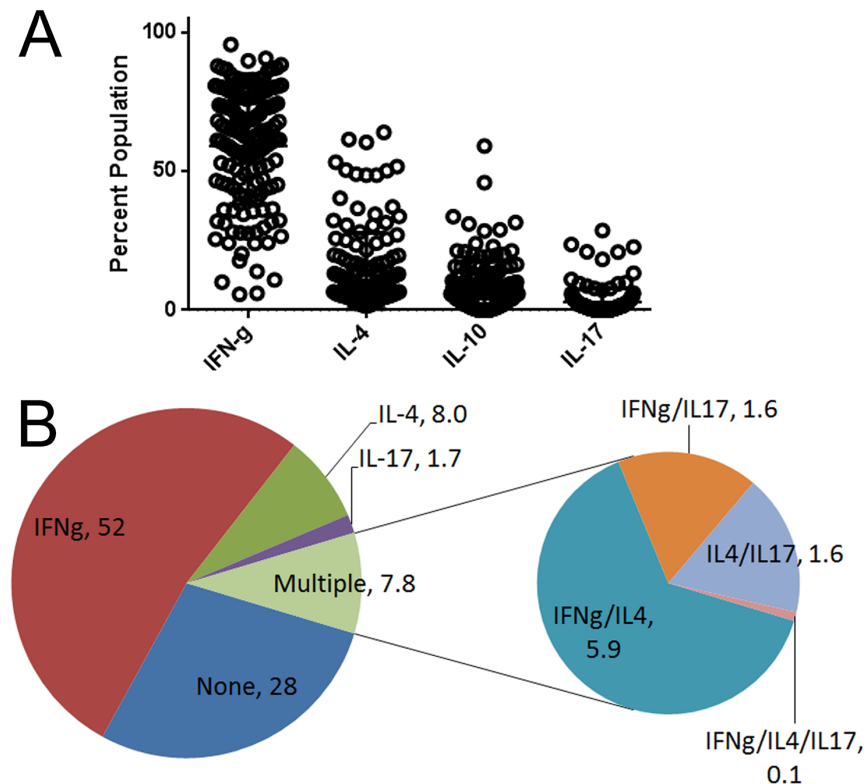 A
Percent Population
100
50
0
IFN-g
IL-4
IL-10
IL-17
B
IL-4, 8.0
IL-17, 1.7
IFNg, 52
Multiple, 7.8
None, 28
IFNg/IL17, 1.6
IL4/IL17, 1.6
IFNg/IL4,
5.9
IFNg/IL4/IL17,
0.1